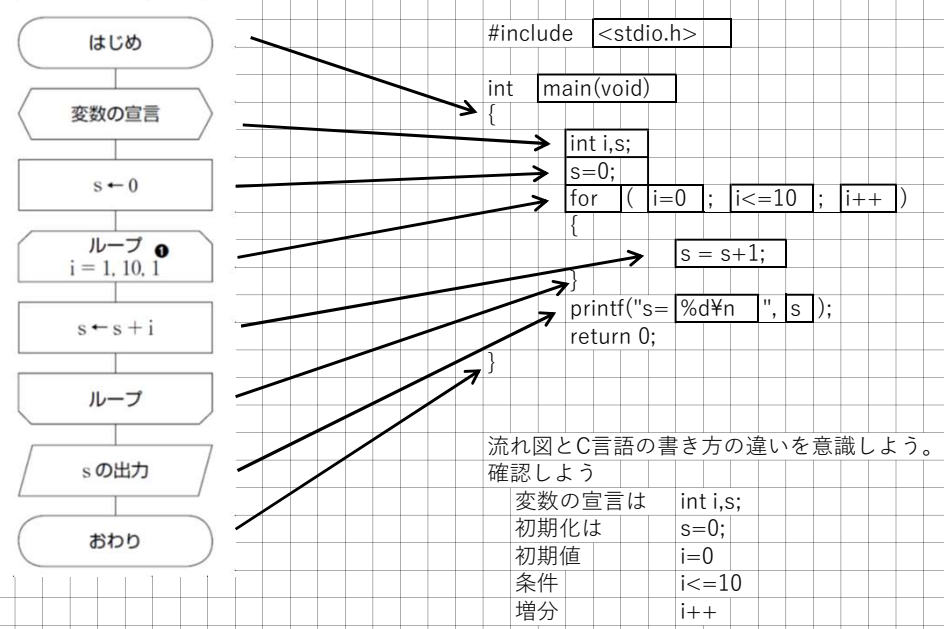 はじめ
変数の宣言
s←0
ループ ❶
i = 1, 10, 1
s←s + i
ループ
s の出力
おわり
#include <stdio.h>
int main(void)
{
int i,s;
s=0;
for ( i=0 ; i<=10 ; i++ )
{
s = s+1;
}
printf("s= %d¥n ", s );
return 0;
}
流れ図とC言語の書き方の違いを意識しよう。
確認しよう
変数の宣言は int i,s;
初期化は s=0;
初期値 i=0
条件 i<=10
増分 i++